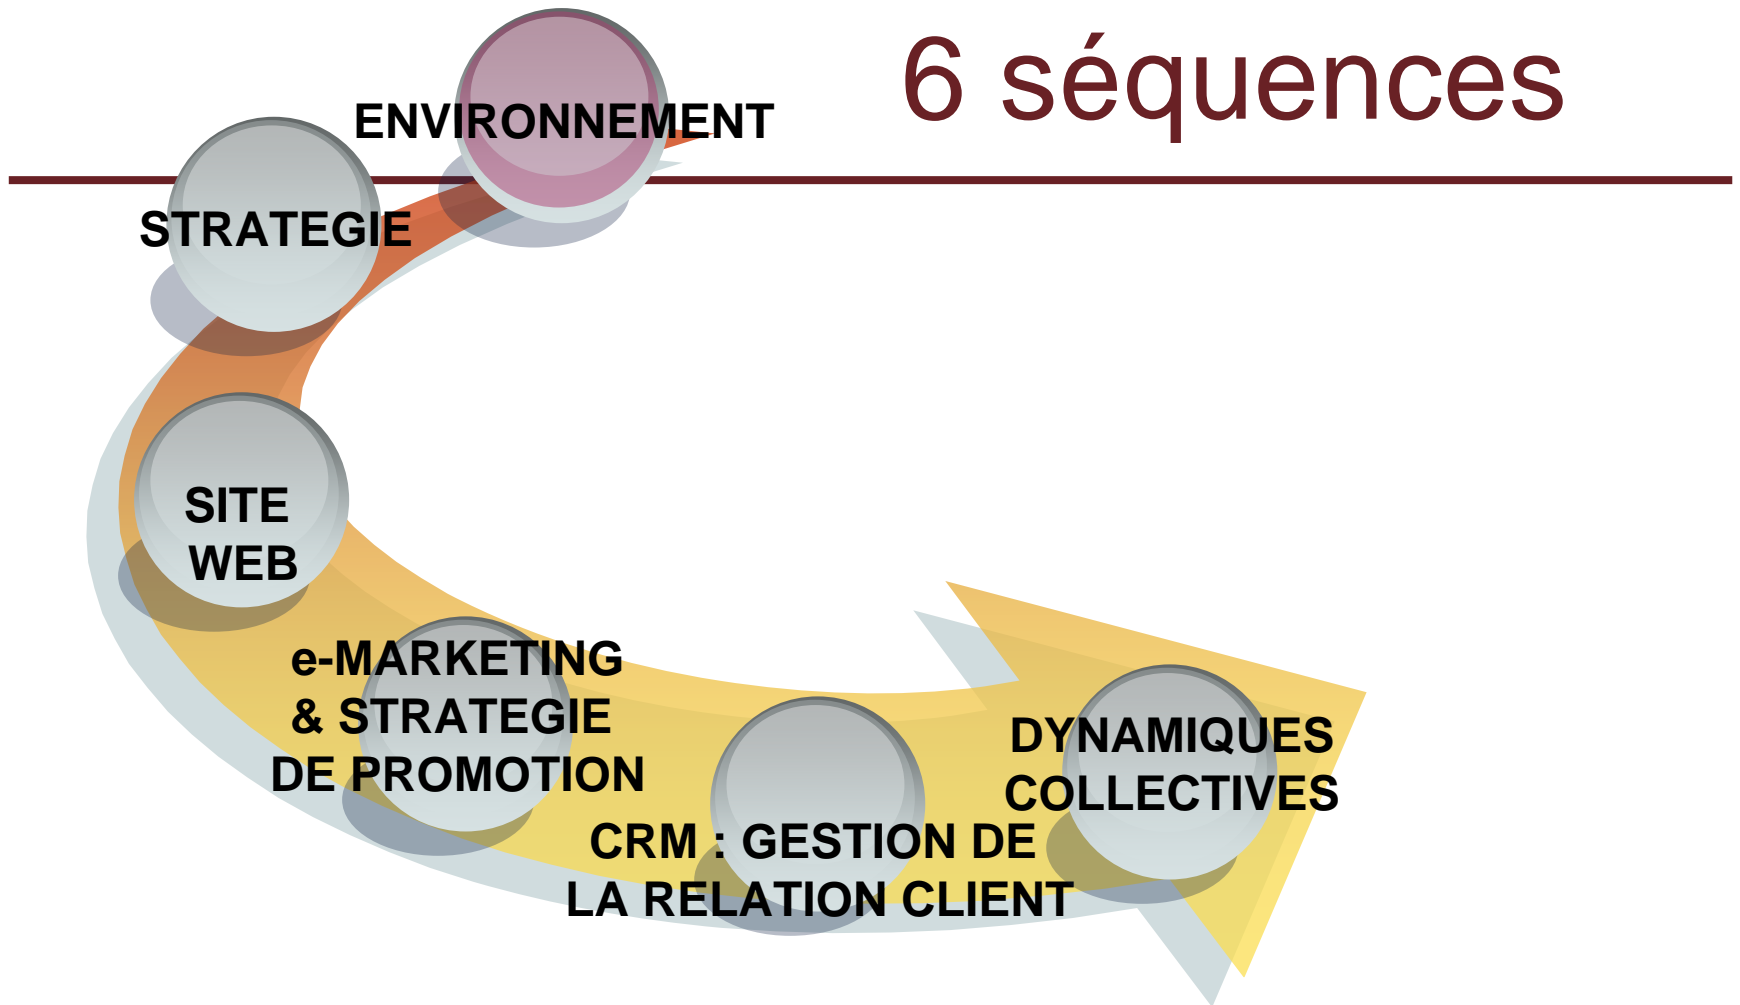 6 séquences
ENVIRONNEMENT
STRATEGIE
SITE
WEB
e-MARKETING
& STRATEGIE
DE PROMOTION
CRM : GESTION DE
LA RELATION CLIENT
DYNAMIQUES
COLLECTIVES